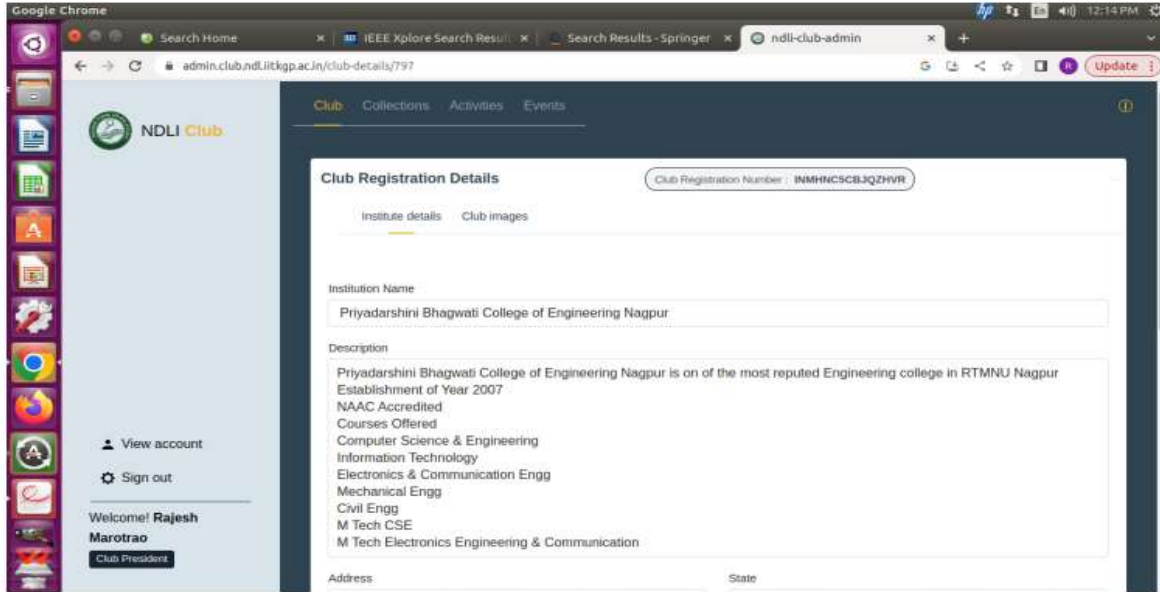 Google Chrome
hp
En
12:14 PM
Search Home
IEEE Xplore Search Resul
Search Results - Springer
ndli-club-admin
admin.club.ndl.iitkgp.ac.in/club-details/797
G
R
Update
NDLI Club
Club Collections Activities Events
Club Registration Details
Club Registration Number : INMHNC5CBJQZHVR
Institute details Club images
Institution Name
Priyadarshini Bhagwati College of Engineering Nagpur
Description
Priyadarshini Bhagwati College of Engineering Nagpur is on of the most reputed Engineering college in RTMNU Nagpur
Establishment of Year 2007
NAAC Accredited
Courses Offered
Computer Science & Engineering
Information Technology
Electronics & Communication Engg
Mechanical Engg
Civil Engg
M Tech CSE
M Tech Electronics Engineering & Communication
View account
Sign out
Welcome! Rajesh
Marotrao
Club President
Address
State